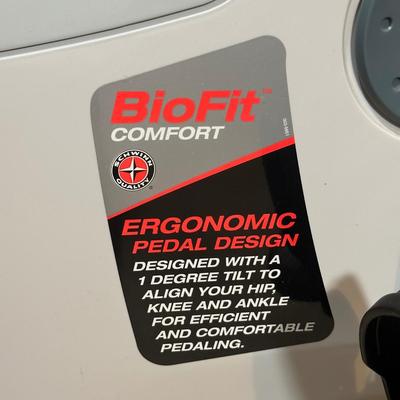 BioFit™
COMFORT
SCHWINN
QUALITY
®
ERGONOMIC
PEDAL DESIGN
DESIGNED WITH A
1 DEGREE TILT TO
ALIGN YOUR HIP,
KNEE AND ANKLE
FOR EFFICIENT
AND COMFORTABLE
PEDALING.